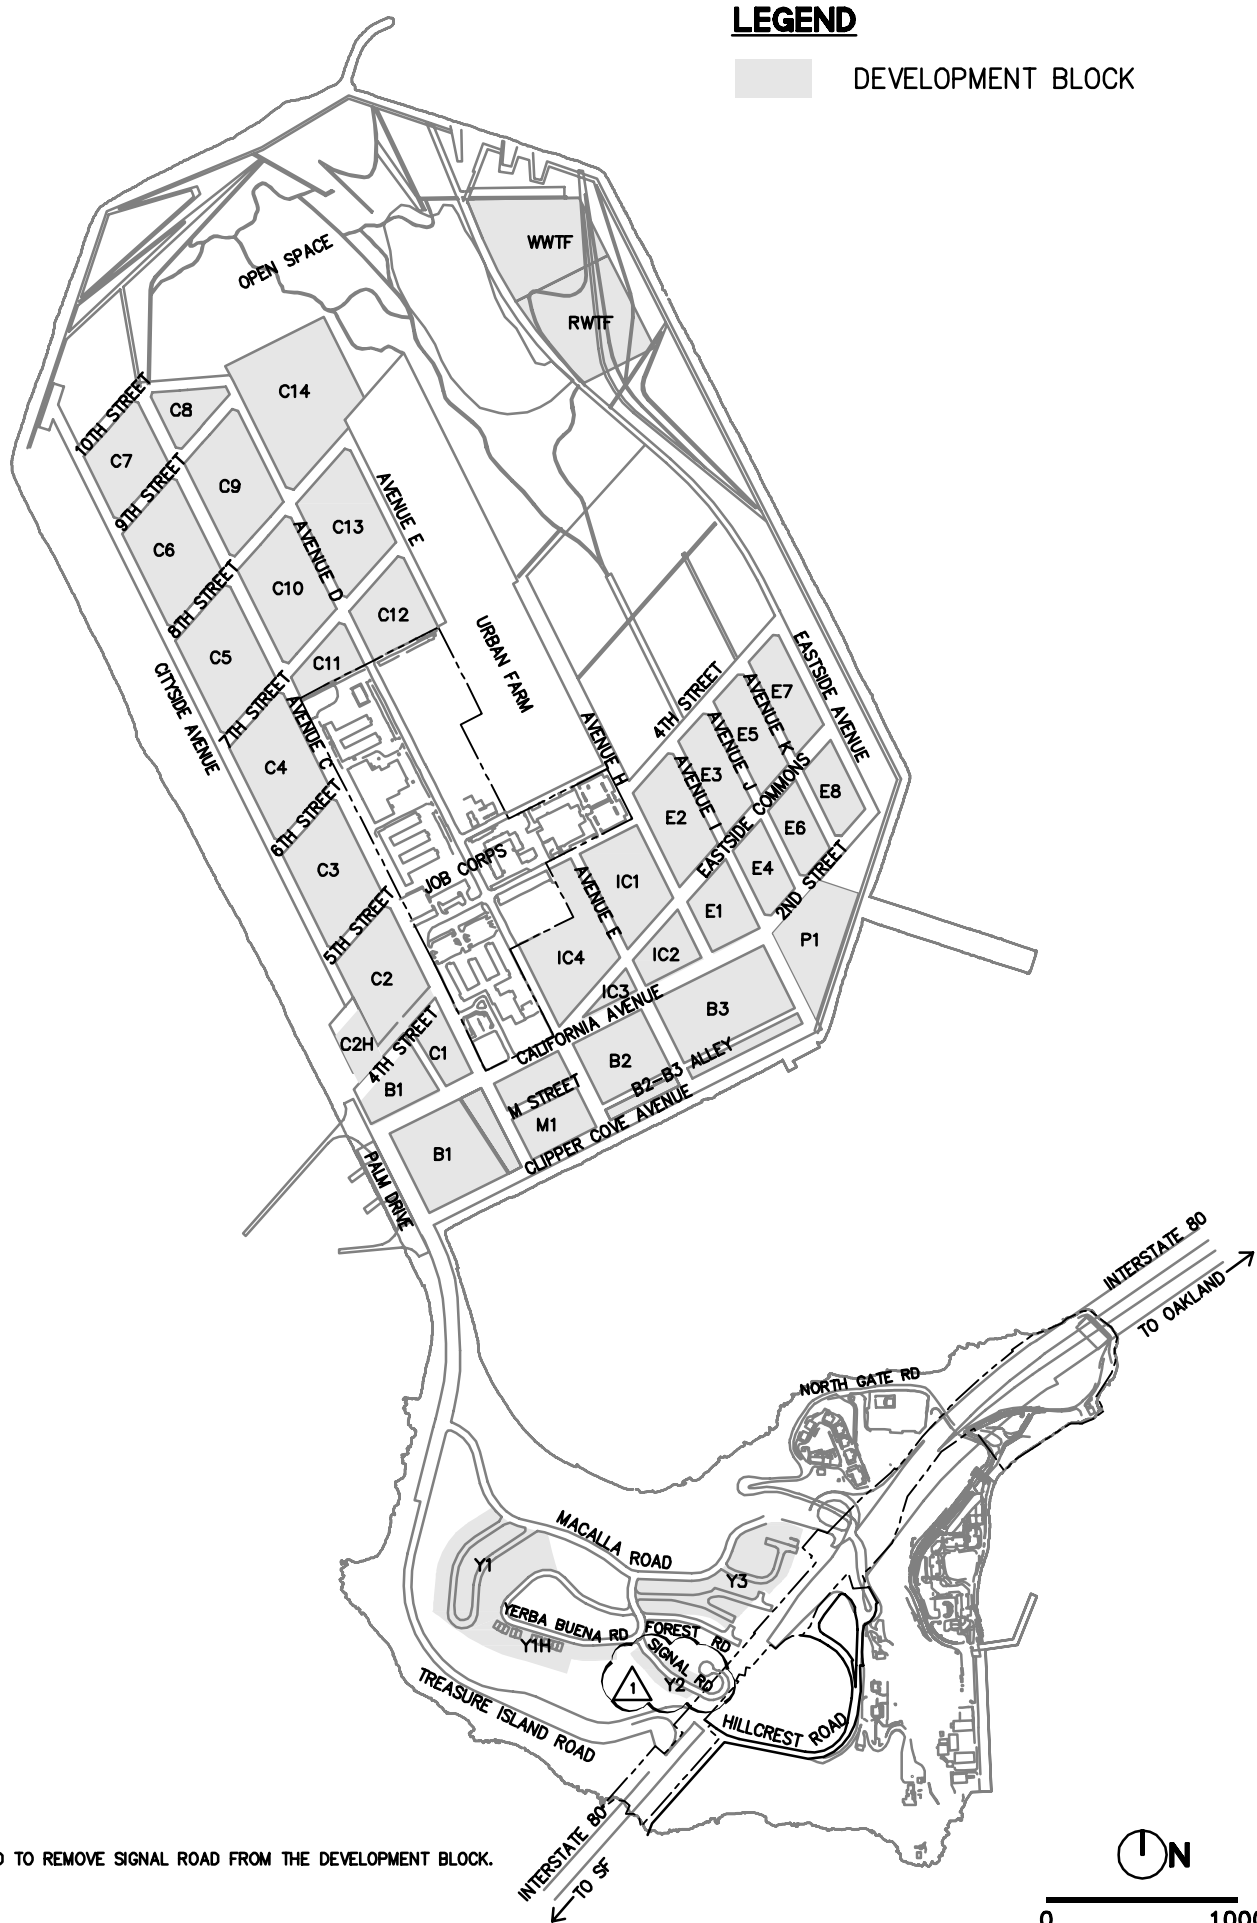 LEGEND
DEVELOPMENT BLOCK
WWTF
OPEN SPACE
RWTF
10TH STREET
C8
C14
C7
9TH STREET
C9
AVENUE E
C6
AVENUE D
C13
8TH STREET
C10
C12
C5
C11
URBAN FARM
CITYSIDE AVENUE
7TH STREET
AVENUE C
AVENUE H
4TH STREET
AVENUE K
E7
EASTSIDE AVENUE
C4
AVENUE J
E5
AVENUE I
E3
6TH STREET
E2
EASTSIDE COMMONS
E8
E6
C3
JOB CORPS
AVENUE E
IC1
E4
2ND STREET
5TH STREET
E1
P1
C2
IC4
IC2
IC3
CALIFORNIA AVENUE
B3
C2H
4TH STREET
C1
B2
B2-B3 ALLEY
B1
M STREET
M1
CLIPPER COVE AVENUE
B1
PALM DRIVE
INTERSTATE 80
TO OAKLAND
NORTH GATE RD
MACALLA ROAD
Y1
Y3
YERBA BUENA RD
FOREST RD
Y1H
SIGNAL RD
Y2
1
TREASURE ISLAND ROAD
HILLCREST ROAD
INTERSTATE 80
TO SF
TO REMOVE SIGNAL ROAD FROM THE DEVELOPMENT BLOCK.
N
0 1000